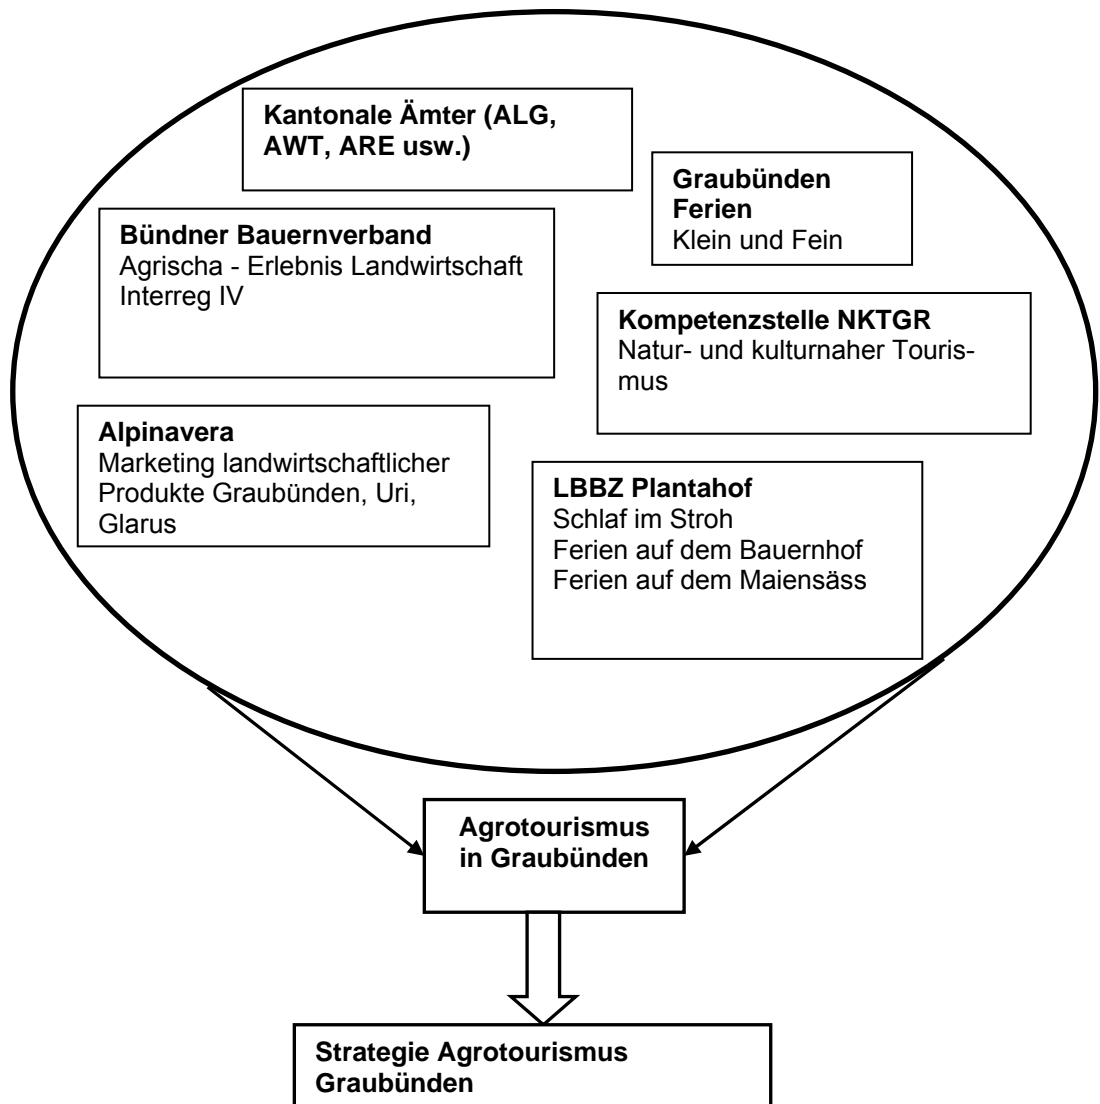 Kantonale Ämter (ALG,
AWT, ARE usw.)
Graubünden
Ferien
Klein und Fein
Bündner Bauernverband
Agrischa - Erlebnis Landwirtschaft
Interreg IV
Kompetenzstelle NKTGR
Natur- und kulturnaher Touris-
mus
Alpinavera
Marketing landwirtschaftlicher
Produkte Graubünden, Uri,
Glarus
LBBZ Plantahof
Schlaf im Stroh
Ferien auf dem Bauernhof
Ferien auf dem Maiensäss
Agrotourismus
in Graubünden
Strategie Agrotourismus
Graubünden